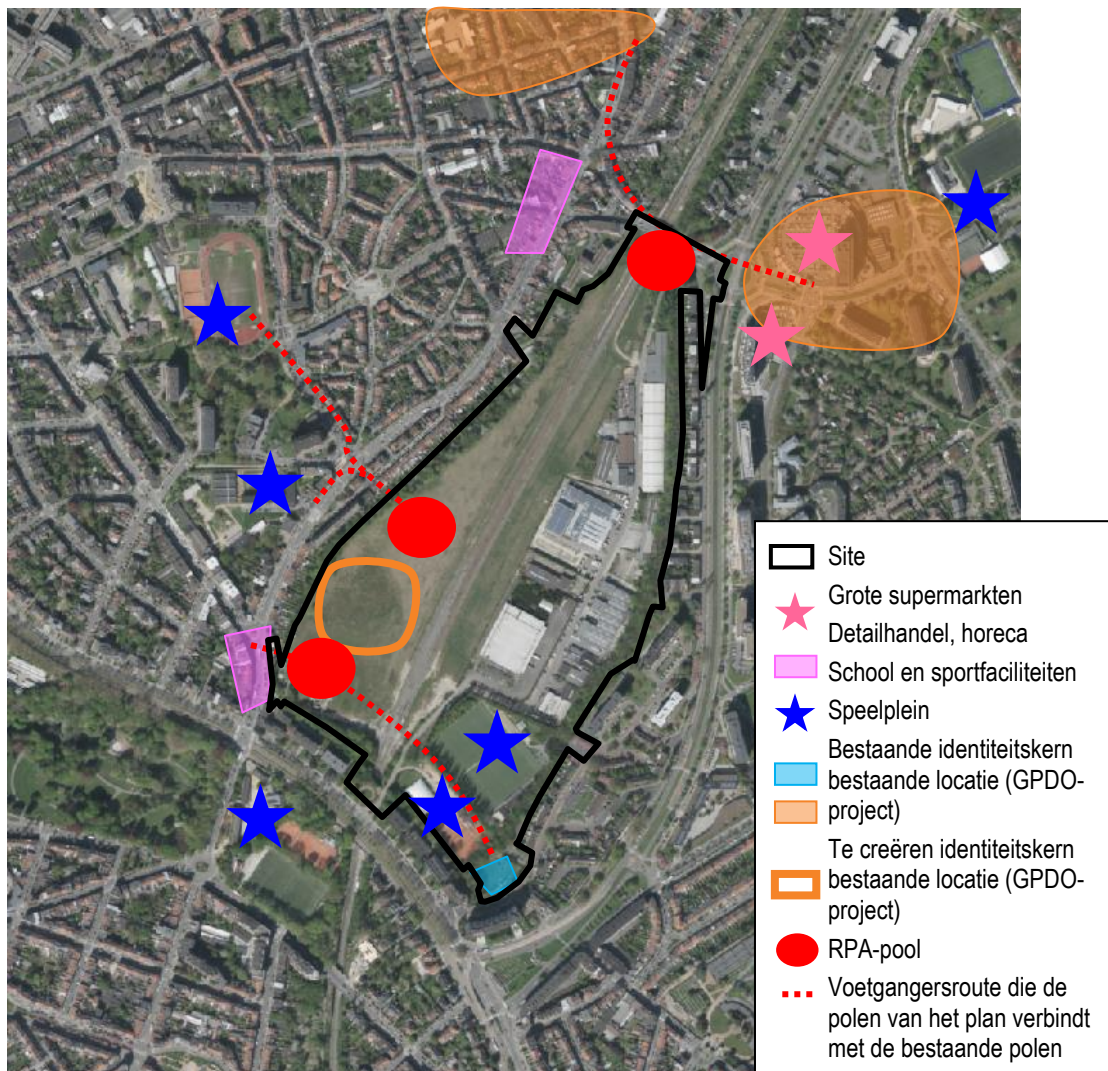 Site
Grote supermarkten
Detailhandel, horeca
School en sportfaciliteiten
Speelplein
Bestaande identiteitskern
bestaande locatie (GPDO-
project)
Te creëren identiteitskern
bestaande locatie (GPDO-
project)
RPA-pool
Voetgangersroute die de
polen van het plan verbindt
met de bestaande polen